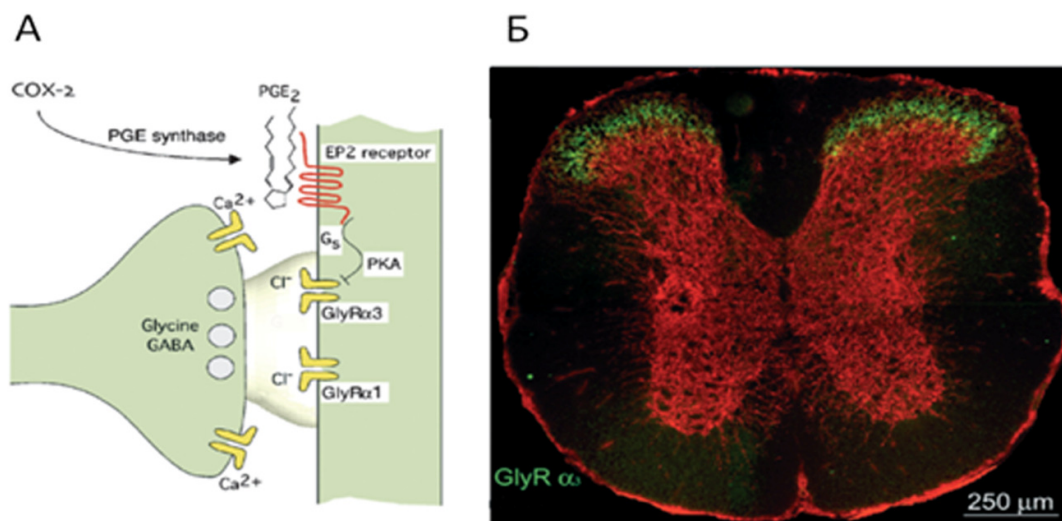 А
Б
COX-2
PGE synthase
PGE2
EP2 receptor
Ca2+
Gs
PKA
Cl-
GlyRα3
Glycine
GABA
Cl-
GlyRα1
Ca2+
GlyR α3
250 µm